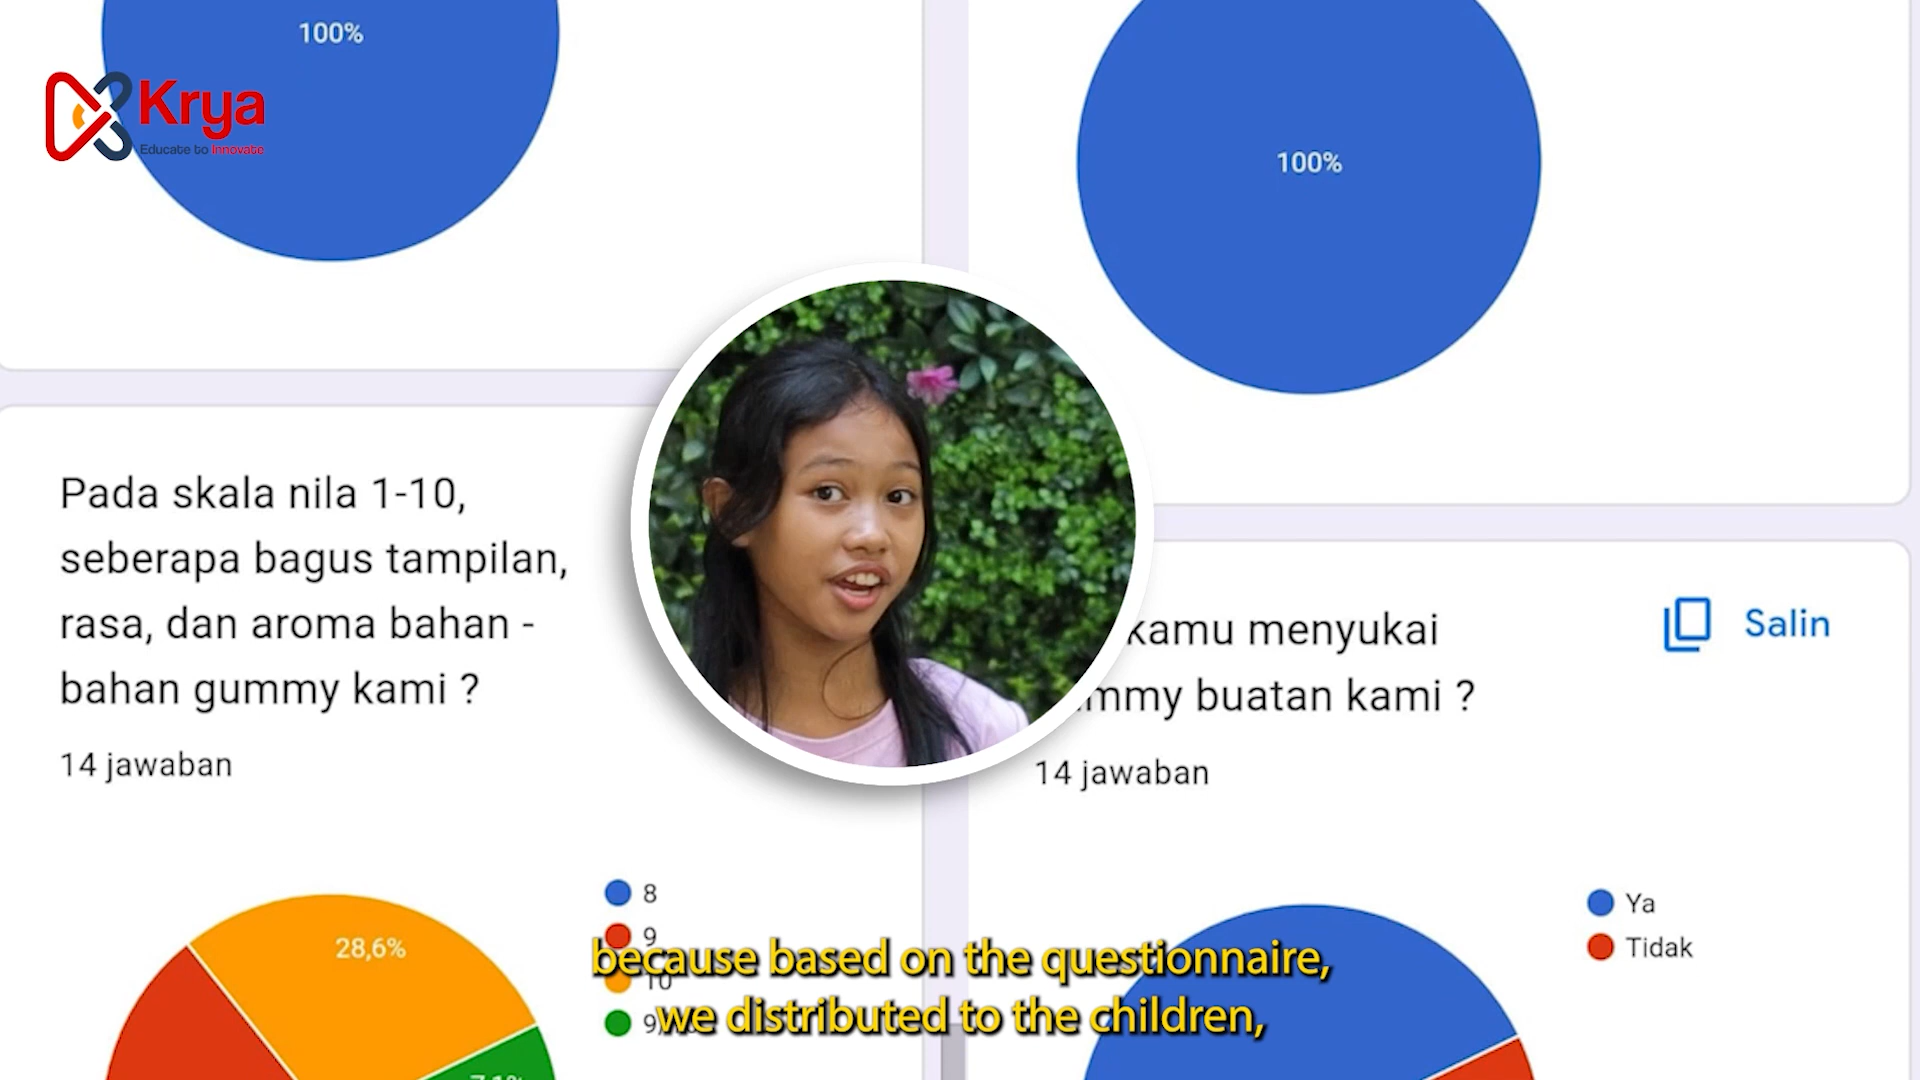 100%
100%
Krya
Educate to Innovate
Pada skala nila 1-10,
seberapa bagus tampilan,
rasa, dan aroma bahan -
bahan gummy kami ?
14 jawaban
kamu menyukai
buatan kami ?
Salin
14 jawaban
8
9
10
28,6%
Ya
Tidak
because based on the questionnaire,
we distributed to the children,